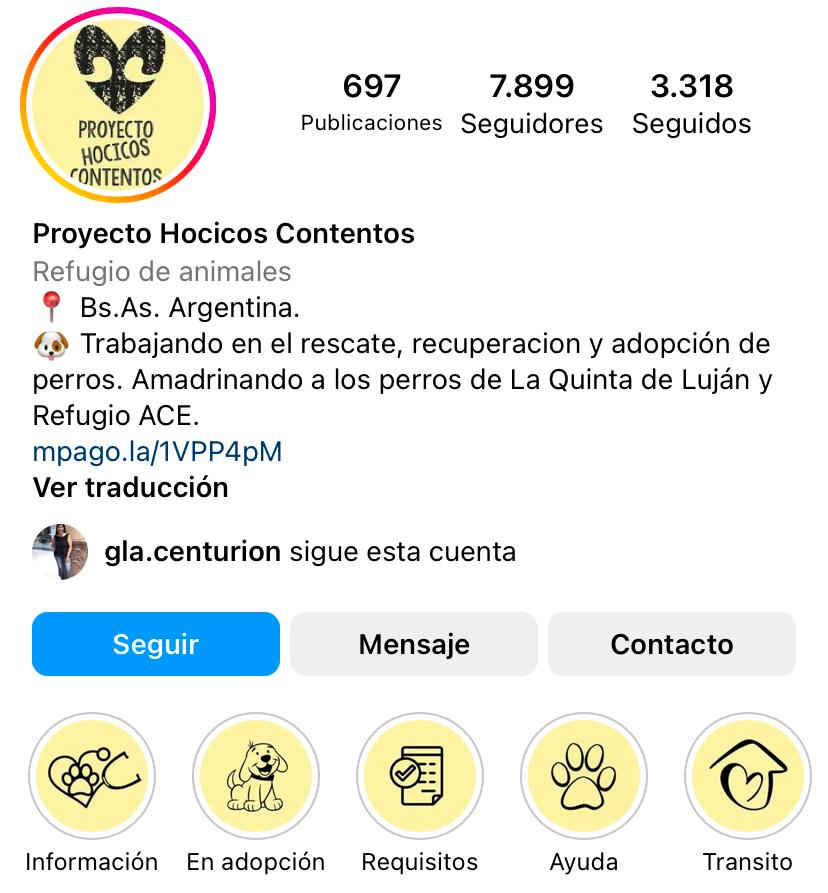 PROYECTO
HOCICOS
CONTENTOS
697 7.899 3.318
Publicaciones Seguidores Seguidos
Proyecto Hocicos Contentos
Refugio de animales
📍 Bs.As. Argentina.
🐶 Trabajando en el rescate, recuperacion y adopción de
perros. Amadrinando a los perros de La Quinta de Luján y
Refugio ACE.
mpago.la/1VPP4pM
Ver traducción
gla.centurion sigue esta cuenta
Seguir Mensaje Contacto
Información En adopción Requisitos Ayuda Transito